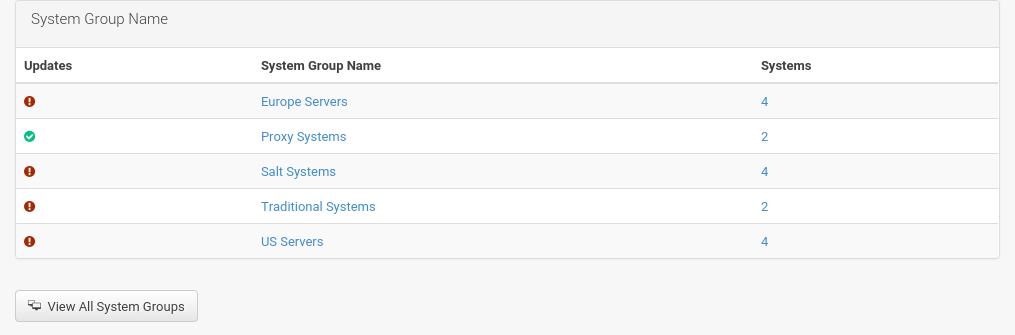 System Group Name
Updates System Group Name Systems
Europe Servers 4
Proxy Systems 2
Salt Systems 4
Traditional Systems 2
US Servers 4
View All System Groups